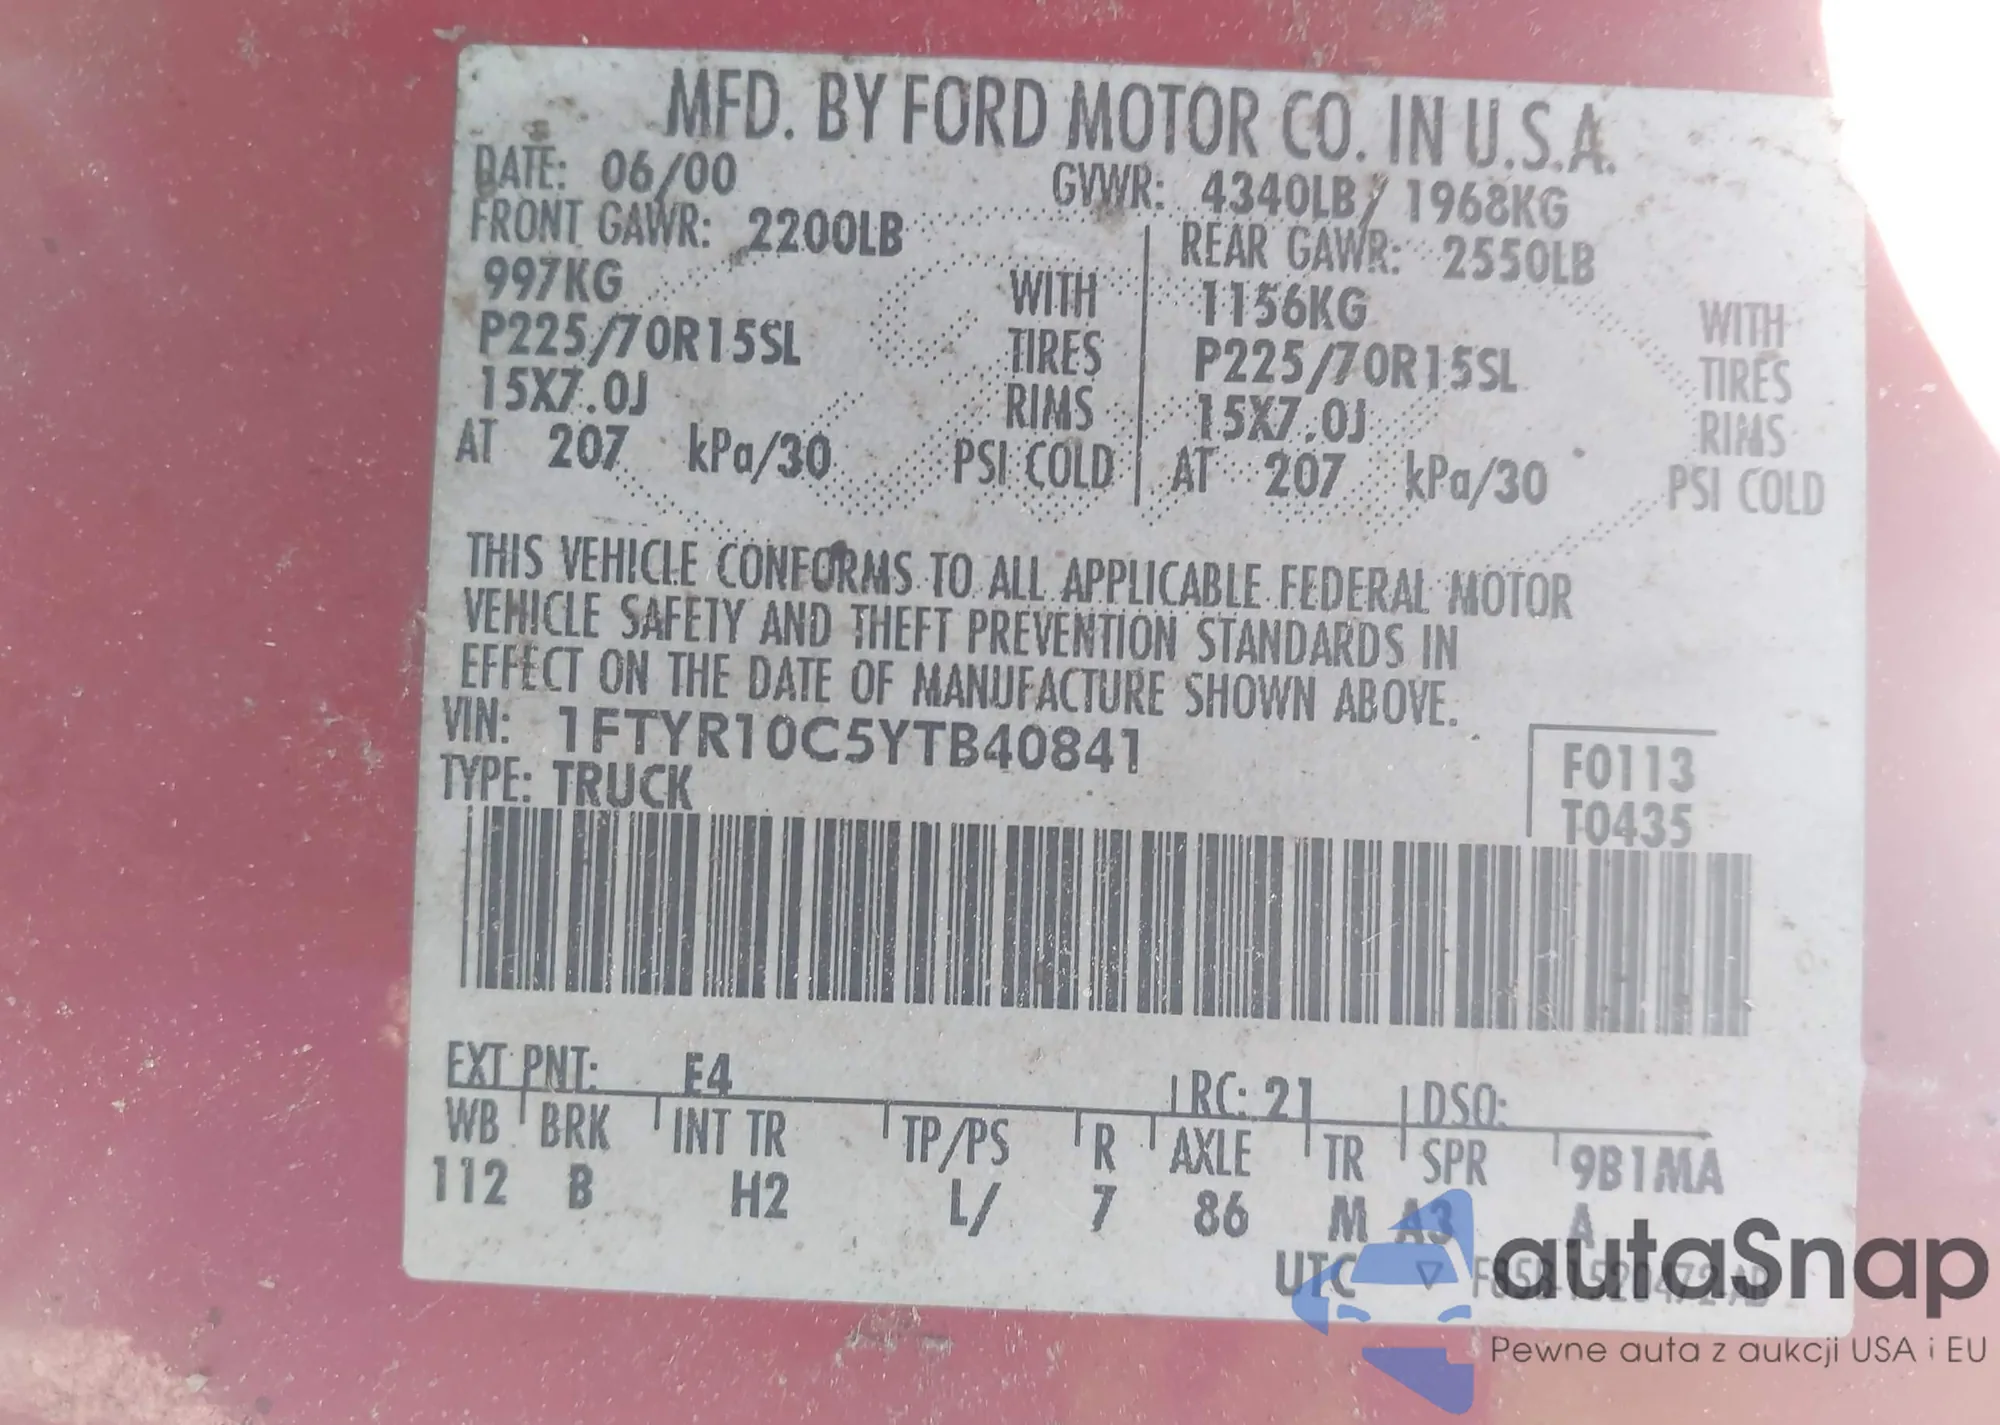 MFD. BY FORD MOTOR CO. IN U.S.A.
DATE: 06/00 GVWR: 4340LB/ 1968KG
FRONT GAWR: 2200LB REAR GAWR: 2550LB
997KG WITH 1156KG WITH
P225/70R15SL TIRES P225/70R15SL TIRES
15X7.0J RIMS 15X7.0J RIMS
AT 207 kPa/30 PSI COLD AT 207 kPa/30 PSI COLD
THIS VEHICLE CONFORMS TO ALL APPLICABLE FEDERAL MOTOR
VEHICLE SAFETY AND THEFT PREVENTION STANDARDS IN
EFFECT ON THE DATE OF MANUFACTURE SHOWN ABOVE.
VIN: 1FTYR10C5YTB40841
TYPE: TRUCK
F0113
T0435
EXT PNT: E4 RC: 21 DSO:
WB BRK INT TR TP/PS R AXLE TR SPR 9B1MA
112 B H2 L/ 7 86 M A3 A
UTC
autaSnap
Pewne auta z aukcji USA i EU